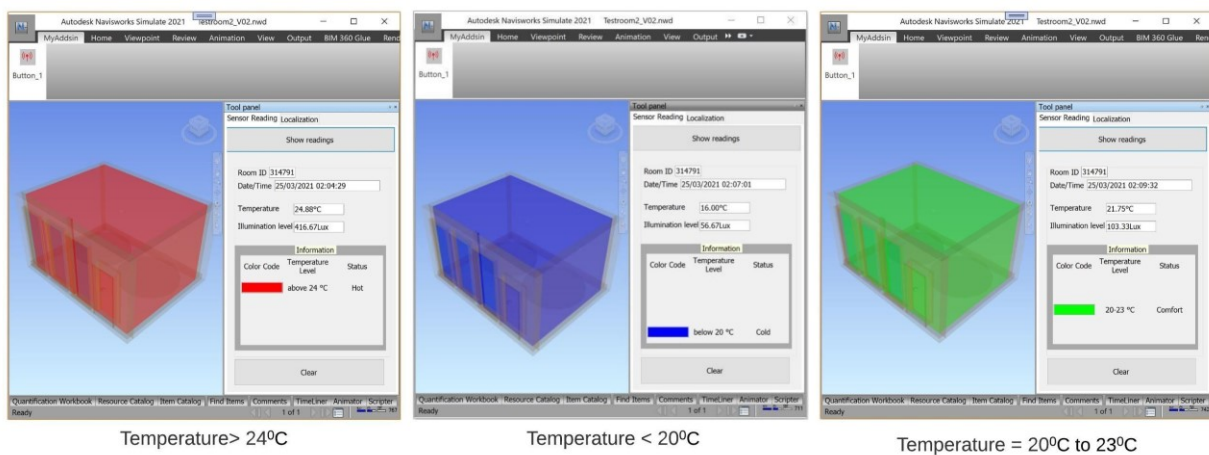 Autodesk Navisworks Simulate 2021 Testroom2_V02.nwd
MyAddsin Home Viewpoint Review Animation View Output BIM 360 Glue Ren
Button_1
Tool panel
Sensor Reading Localization
Show readings
Room ID 314791
Date/Time 25/03/2021 02:04:29
Temperature 24.88°C
Illumination level 416.67Lux
Information
Color Code Temperature Level Status
above 24 °C Hot
Clear
Quantification Workbook Resource Catalog Item Catalog Find Items Comments TimeLiner Animator Scripter
Ready 1 of 1 767
Temperature> 24⁰C
Autodesk Navisworks Simulate 2021 Testroom2_V02.nwd
MyAddsin Home Viewpoint Review Animation View Output
Button_1
Tool panel
Sensor Reading Localization
Show readings
Room ID 314791
Date/Time 25/03/2021 02:07:01
Temperature 16.00°C
Illumination level 56.67Lux
Information
Color Code Temperature Level Status
below 20 °C Cold
Clear
Quantification Workbook Resource Catalog Item Catalog Find Items Comments TimeLiner Animator Scripter
Ready 1 of 1
Temperature < 20⁰C
Autodesk Navisworks Simulate 2021 Testroom2_V02.nwd
MyAddsin Home Viewpoint Review Animation View Output BIM 360 Glue Ren
Button_1
Tool panel
Sensor Reading Localization
Show readings
Room ID 314791
Date/Time 25/03/2021 02:09:32
Temperature 21.75°C
Illumination level 103.33Lux
Information
Color Code Temperature Level Status
20-23 °C Comfort
Clear
Quantification Workbook Resource Catalog Item Catalog Find Items Comments TimeLiner Animator Scripter
Ready 1 of 1
Temperature = 20⁰C to 23⁰C